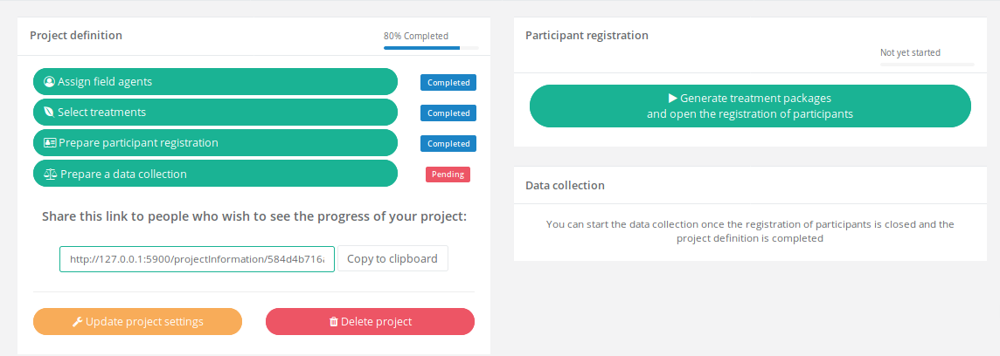 Project definition
80% Completed
Assign field agents
Completed
Select treatments
Completed
Prepare participant registration
Completed
Prepare a data collection
Pending
Share this link to people who wish to see the progress of your project:
http://127.0.0.1:5900/projectInformation/584d4b716a
Copy to clipboard
Update project settings
Delete project
Participant registration
Not yet started
Generate treatment packages
and open the registration of participants
Data collection
You can start the data collection once the registration of participants is closed and the
project definition is completed